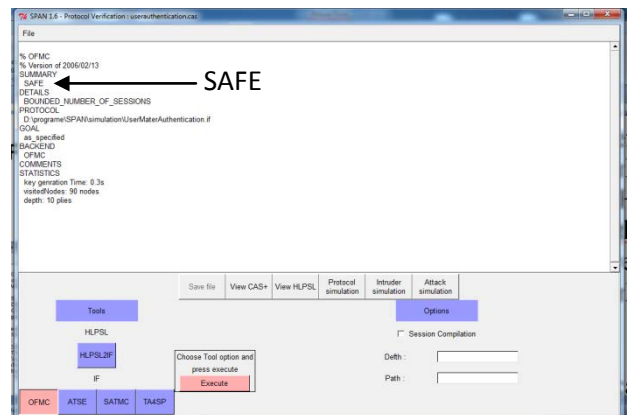 SPAN 1.6 - Protocol Verification : userauthentication.cas
File
% OFMC
% Version of 2006/02/13
SUMMARY
SAFE
SAFE
DETAILS
BOUNDED_NUMBER_OF_SESSIONS
PROTOCOL
D:\programe\SPAN\simulation\UserMaterAuthentication.if
GOAL
as_specified
BACKEND
OFMC
COMMENTS
STATISTICS
key genration Time: 0.3s
visitedNodes: 90 nodes
depth: 10 plies
Save file View CAS+ View HLPSL Protocol simulation Intruder simulation Attack simulation
Tools
Options
HLPSL
Session Compilation
HLPSL2IF
Choose Tool option and
press execute
Execute
Defth :
IF
Path :
OFMC ATSE SATMC TA4SP